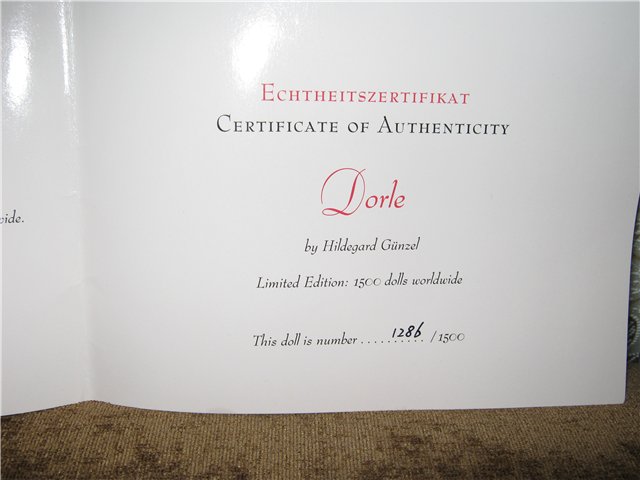 ECHTHEITSZERTIFIKAT
CERTIFICATE OF AUTHENTICITY
Dorle
by Hildegard Günzel
Limited Edition: 1500 dolls worldwide
This doll is number .... 1286 .... / 1500